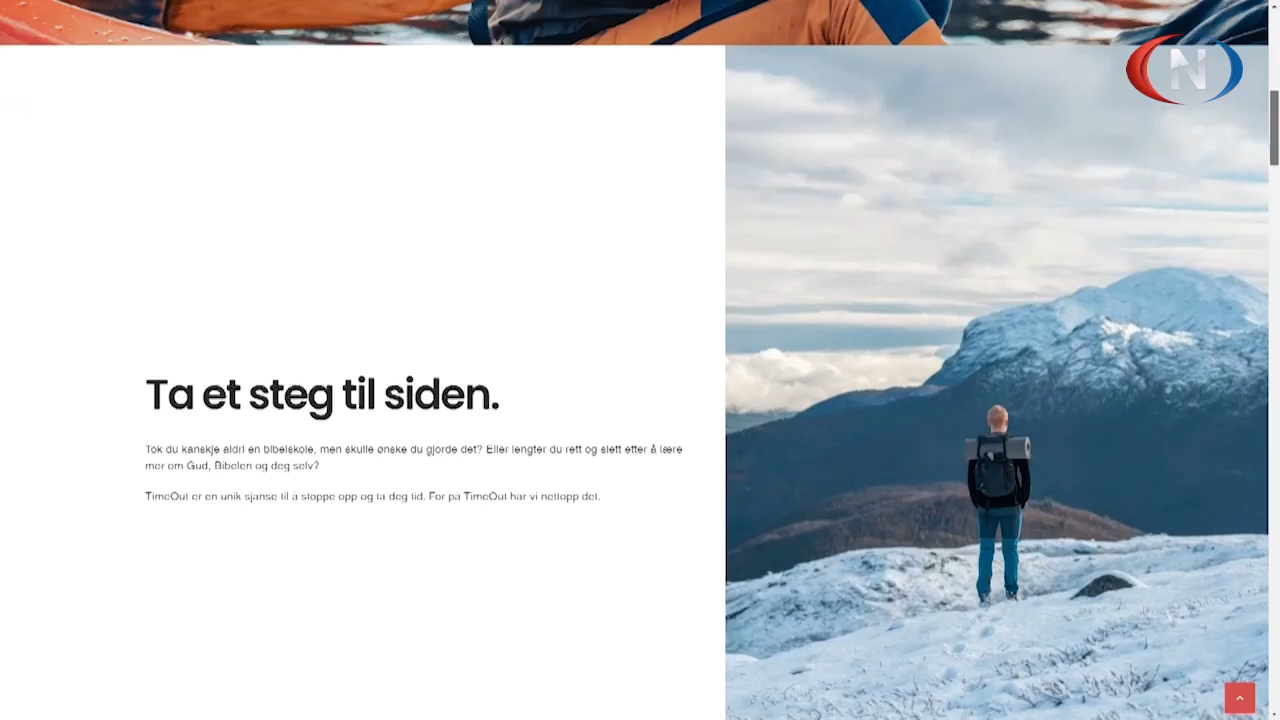 N
Ta et steg til siden.
Tok du kanskje aldri en bibelskole, men skulle ønske du gjorde det? Eller lengter du rett og slett etter å lære
mer om Gud, Bibelen og deg selv?
TimeOut er en unik sjanse til å stoppe opp og ta deg tid. For på TimeOut har vi nettopp det.